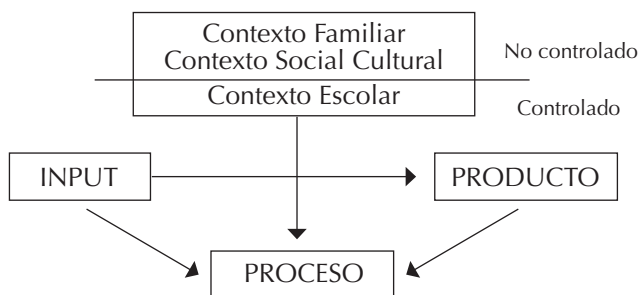 Contexto Familiar
Contexto Social Cultural
No controlado
Contexto Escolar
Controlado
INPUT
PRODUCTO
PROCESO